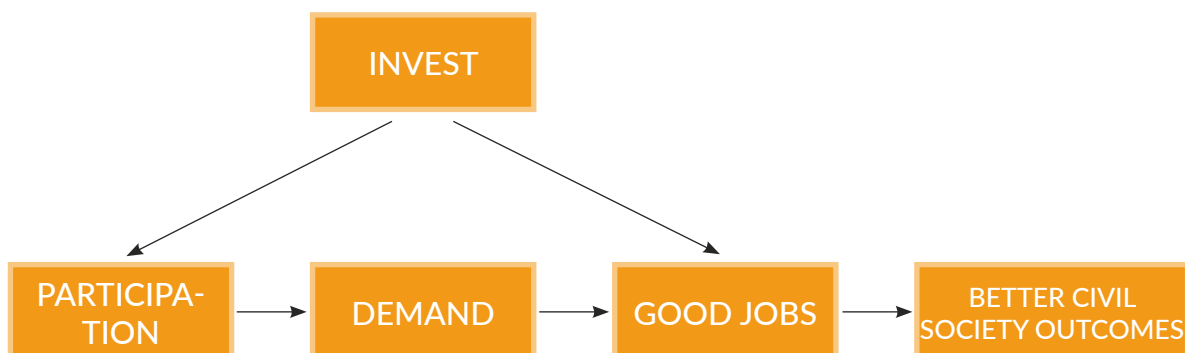 INVEST
PARTICIPA-
TION
DEMAND
GOOD JOBS
BETTER CIVIL
SOCIETY OUTCOMES